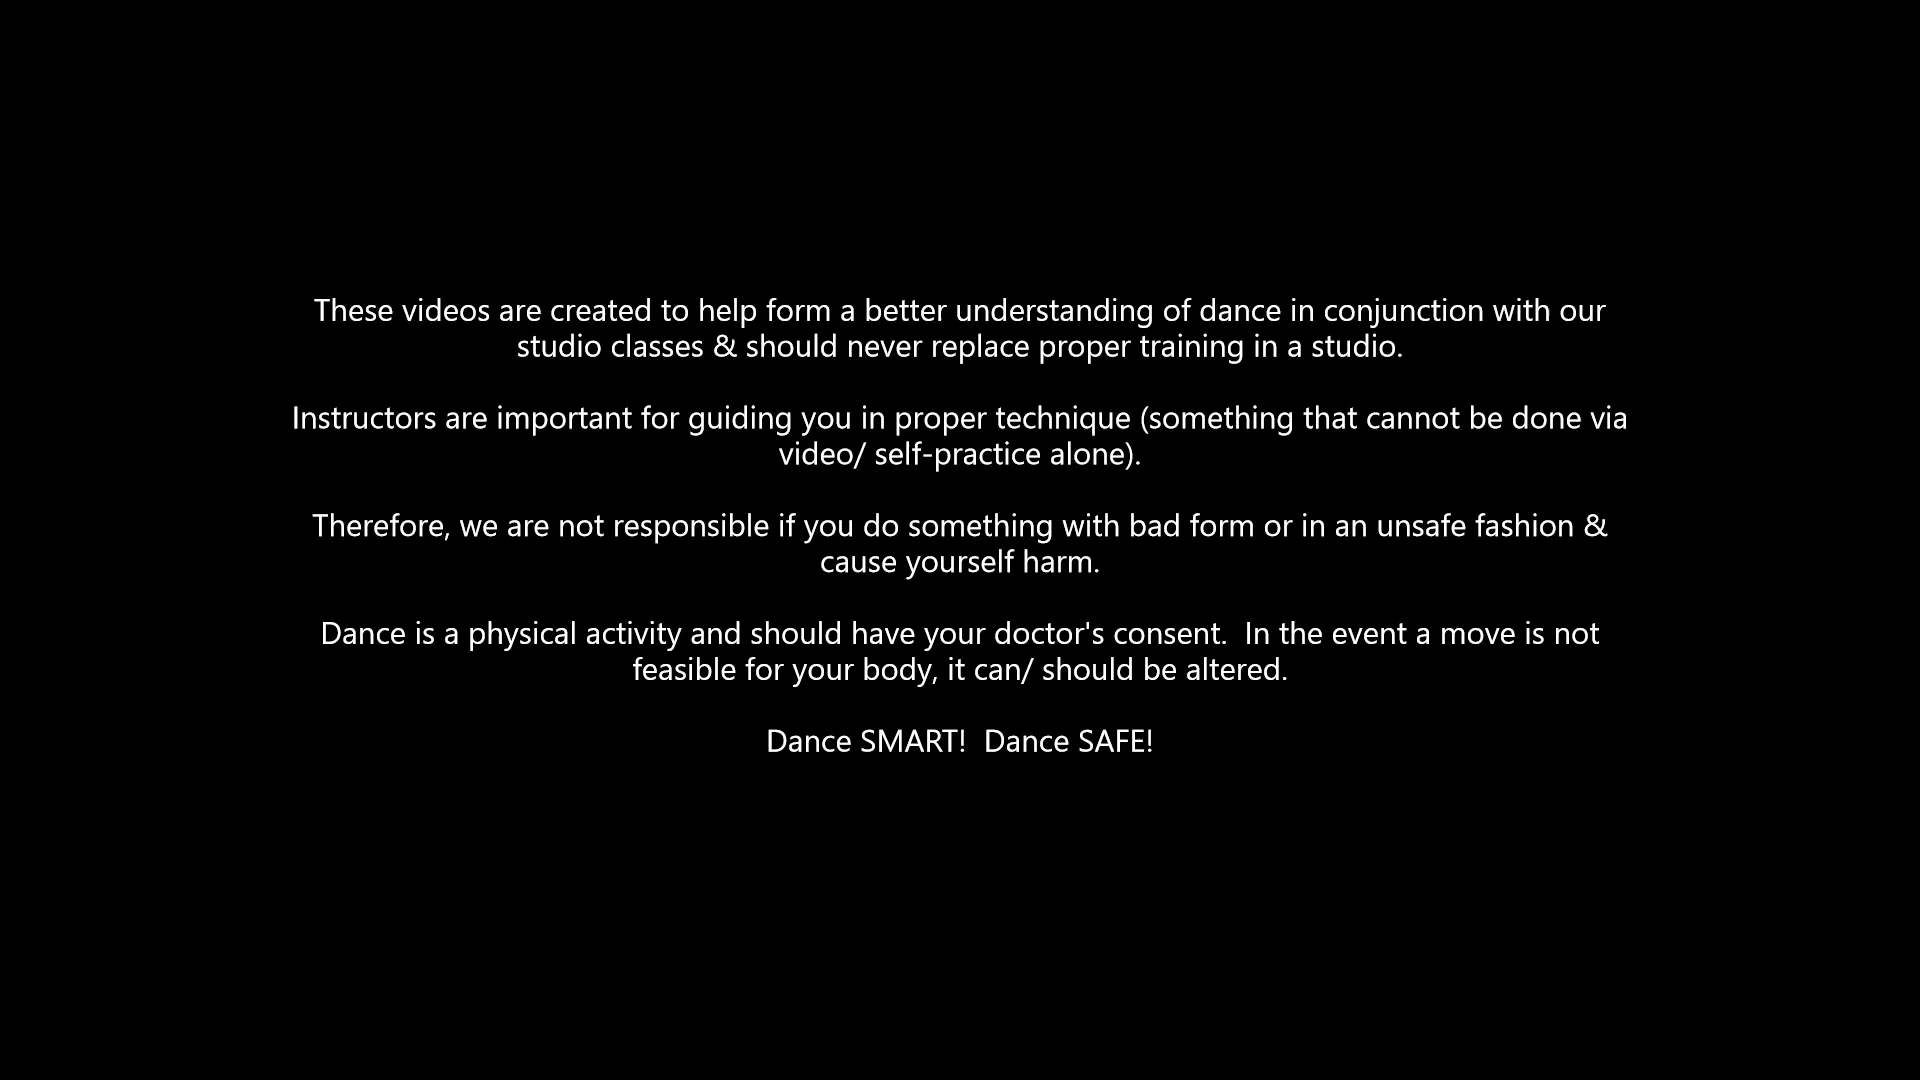 These videos are created to help form a better understanding of dance in conjunction with our
studio classes & should never replace proper training in a studio.
Instructors are important for guiding you in proper technique (something that cannot be done via
video/ self-practice alone).
Therefore, we are not responsible if you do something with bad form or in an unsafe fashion &
cause yourself harm.
Dance is a physical activity and should have your doctor's consent.  In the event a move is not
feasible for your body, it can/ should be altered.
Dance SMART!  Dance SAFE!